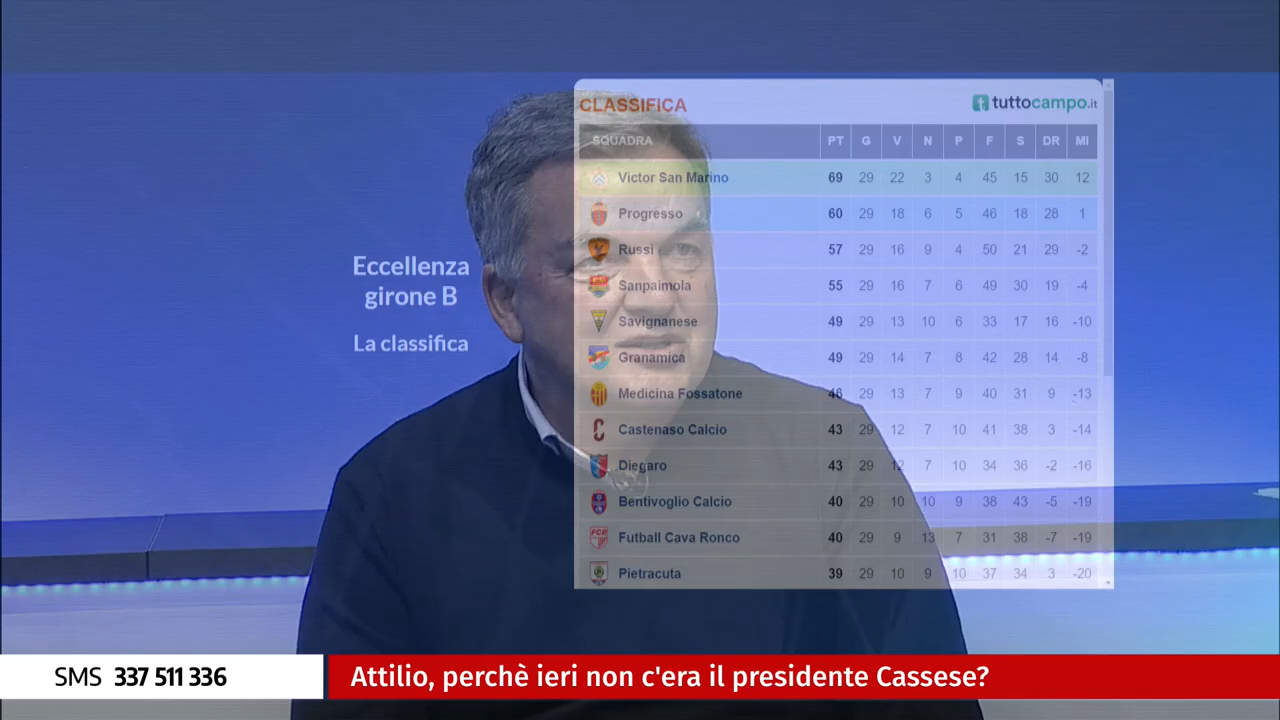 CLASSIFICA
tuttocampo.it
SQUADRA PT G V N P F S DR MI
Victor San Marino 69 29 22 3 4 45 15 30 12
Progresso 60 29 18 6 5 46 18 28 1
Russi 57 29 16 9 4 50 21 29 -2
Sanpaimola 55 29 16 7 6 49 30 19 -4
Savignanese 49 29 13 10 6 33 17 16 -10
Granamica 49 29 14 7 8 42 28 14 -8
Medicina Fossatone 46 29 13 7 9 40 31 9 -13
Castenaso Calcio 43 29 12 7 10 41 38 3 -14
Diegaro 43 29 12 7 10 34 36 -2 -16
Bentivoglio Calcio 40 29 10 10 9 38 43 -5 -19
FCR
Futball Cava Ronco 40 29 9 13 7 31 38 -7 -19
Pietracuta 39 29 10 9 10 37 34 3 -20
Eccellenza
girone B
La classifica
SMS 337 511 336
Attilio, perchè ieri non c'era il presidente Cassese?